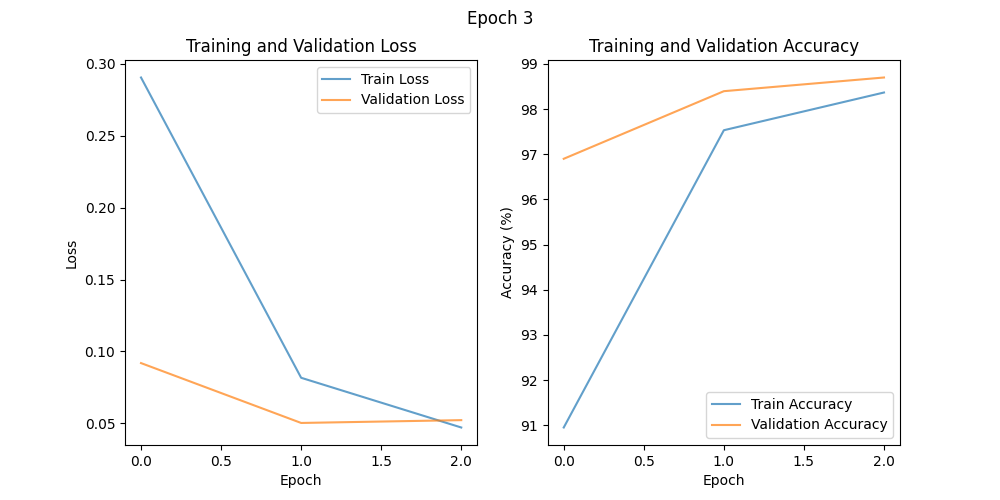 Epoch 3
Training and Validation Loss
0.30
0.25
0.20
0.15
0.10
0.05
Loss
Train Loss
Validation Loss
0.0 0.5 1.0 1.5 2.0
Epoch
Training and Validation Accuracy
99
98
97
96
95
94
93
92
91
Accuracy (%)
Train Accuracy
Validation Accuracy
0.0 0.5 1.0 1.5 2.0
Epoch